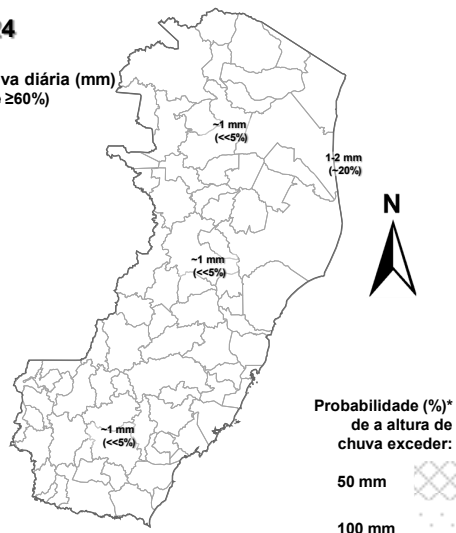 24
va diária (mm)
≥60%)
~1 mm
(<<5%)
1-2 mm
(~20%)
N
~1 mm
(<<5%)
~1 mm
(<<5%)
Probabilidade (%)*
de a altura de
chuva exceder:
50 mm
100 mm